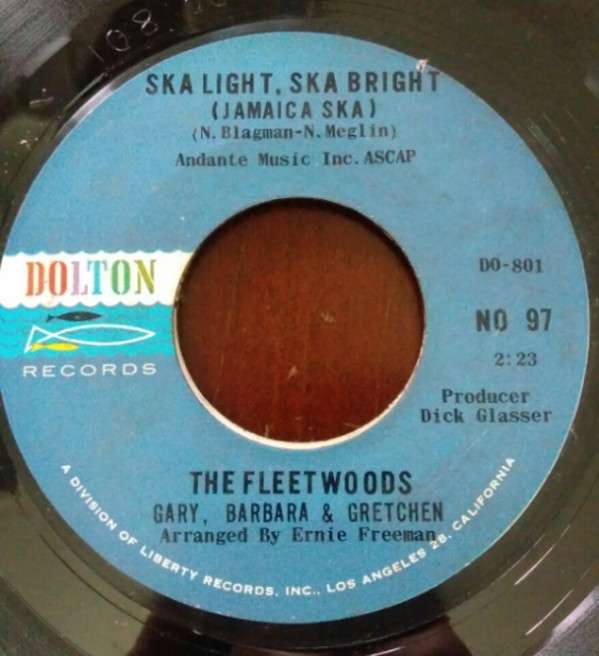 SKA LIGHT, SKA BRIGHT
(JAMAICA SKA)
(N. Blagman-N. Meglin)
Andante Music Inc. ASCAP
DOLTON
RECORDS
DO-801
NO 97
2:23
Producer
Dick Glasser
THE FLEETWOODS
GARY, BARBARA & GRETCHEN
Arranged By Ernie Freeman
A DIVISION OF LIBERTY RECORDS, INC., LOS ANGELES 28, CALIFORNIA